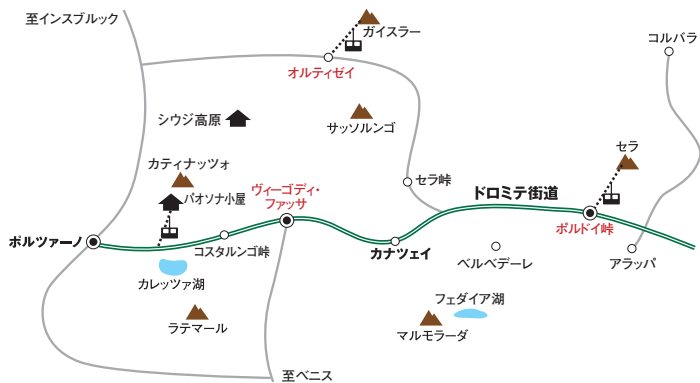 至インスブルック
ガイスラー
コルバラ
オルティゼイ
シウジ高原
サッソルンゴ
セラ
カティナッツォ
セラ峠
パオソナ小屋
ヴィーゴディ・
ファッサ
ドロミテ街道
ポルドイ峠
ボルツァーノ
コスタルンゴ峠
カナツェイ
ベルベデーレ
アラッパ
カレッツァ湖
フェダイア湖
ラテマール
マルモラーダ
至ベニス